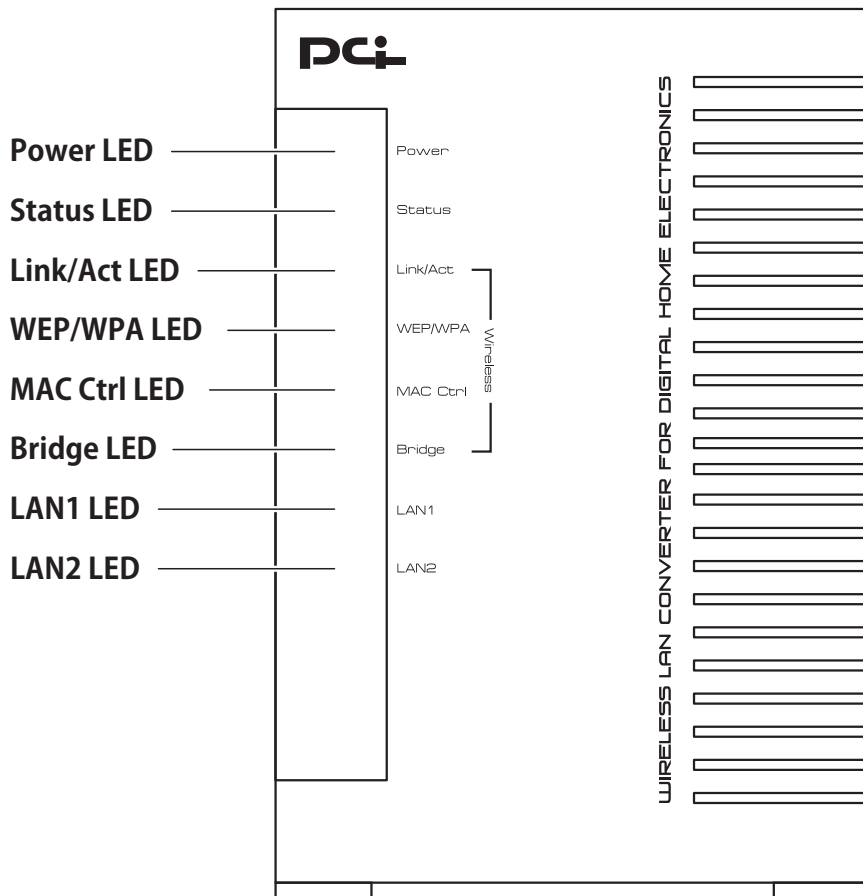 PCi
Power LED
Power
Status LED
Status
Link/Act LED
Link/Act
WEP/WPA LED
WEP/WPA
MAC Ctrl LED
MAC Ctrl
Bridge LED
Bridge
LAN1 LED
LAN1
LAN2 LED
LAN2
Wireless
WIRELESS LAN CONVERTER FOR DIGITAL HOME ELECTRONICS